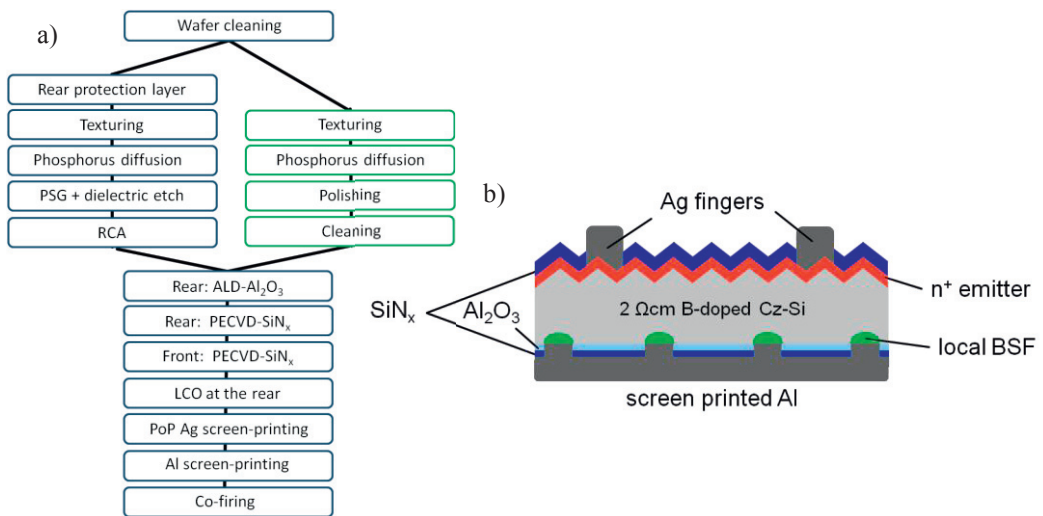 a)
Wafer cleaning
Rear protection layer
Texturing
Phosphorus diffusion
PSG + dielectric etch
RCA
Texturing
Phosphorus diffusion
Polishing
Cleaning
Rear: ALD-Al₂O₃
Rear: PECVD-SiNₓ
Front: PECVD-SiNₓ
LCO at the rear
PoP Ag screen-printing
Al screen-printing
Co-firing
b)
Ag fingers
n⁺ emitter
SiNₓ
Al₂O₃
2 Ωcm B-doped Cz-Si
local BSF
screen printed Al